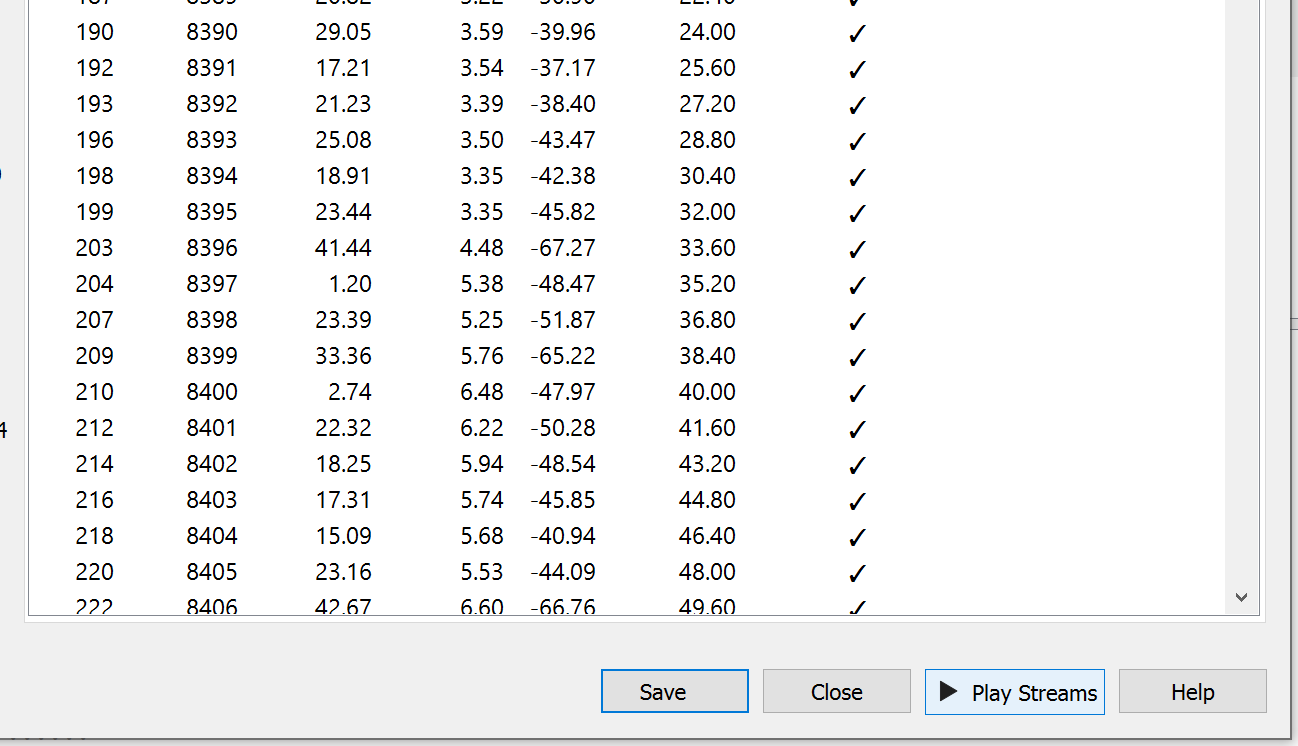 190 8390 29.05 3.59 -39.96 24.00 ✓
192 8391 17.21 3.54 -37.17 25.60 ✓
193 8392 21.23 3.39 -38.40 27.20 ✓
196 8393 25.08 3.50 -43.47 28.80 ✓
198 8394 18.91 3.35 -42.38 30.40 ✓
199 8395 23.44 3.35 -45.82 32.00 ✓
203 8396 41.44 4.48 -67.27 33.60 ✓
204 8397 1.20 5.38 -48.47 35.20 ✓
207 8398 23.39 5.25 -51.87 36.80 ✓
209 8399 33.36 5.76 -65.22 38.40 ✓
210 8400 2.74 6.48 -47.97 40.00 ✓
212 8401 22.32 6.22 -50.28 41.60 ✓
214 8402 18.25 5.94 -48.54 43.20 ✓
216 8403 17.31 5.74 -45.85 44.80 ✓
218 8404 15.09 5.68 -40.94 46.40 ✓
220 8405 23.16 5.53 -44.09 48.00 ✓
222 8406 42.67 6.60 -66.76 49.60 ✓
Save Close ▶ Play Streams Help